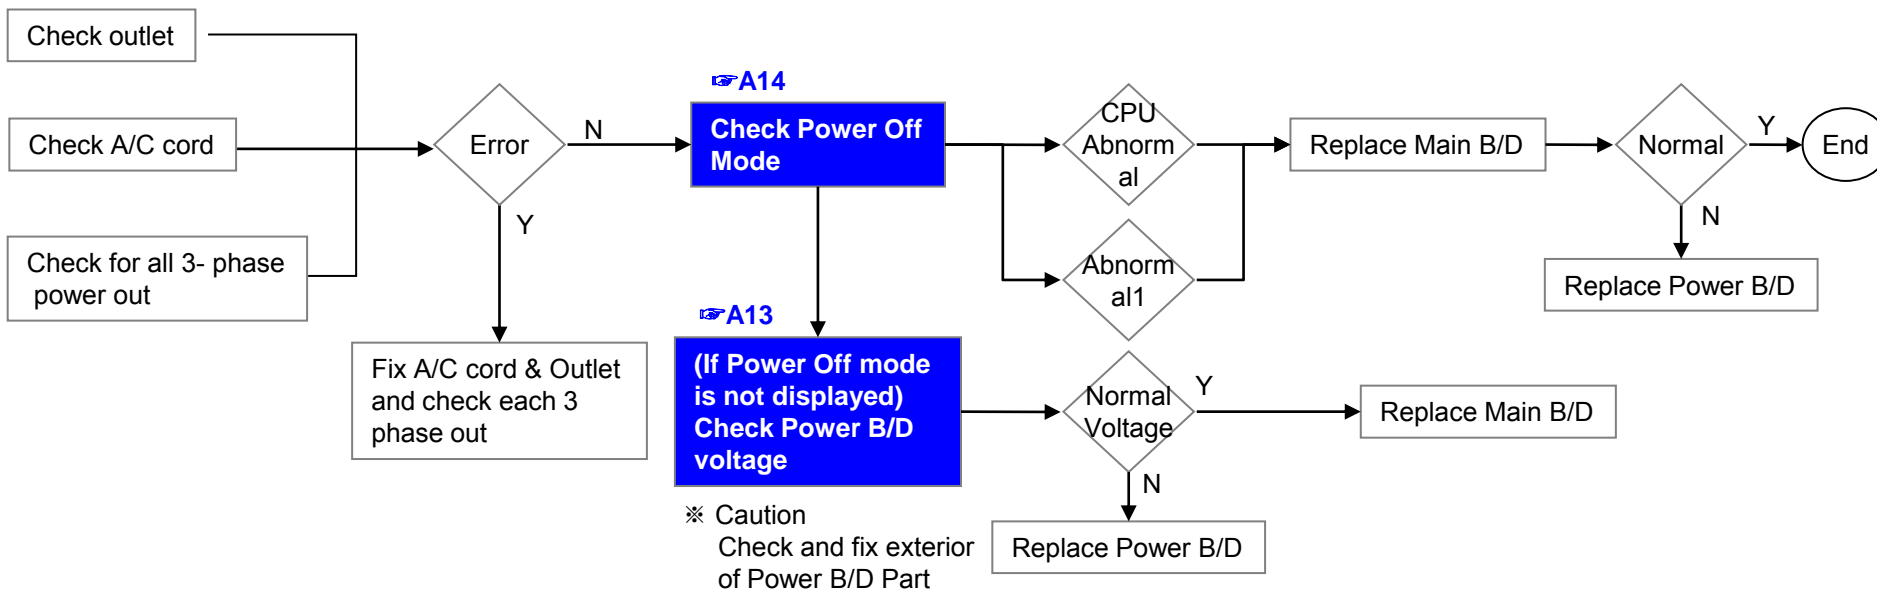 Check outlet
Check A/C cord
Check for all 3- phase
power out
Error
N
Y
Fix A/C cord & Outlet
and check each 3
phase out
☞A14
Check Power Off
Mode
☞A13
(If Power Off mode
is not displayed)
Check Power B/D
voltage
※ Caution
Check and fix exterior
of Power B/D Part
CPU
Abnorm
al
Abnorm
al1
Replace Main B/D
Normal
Y
End
N
Replace Power B/D
Normal
Voltage
Y
Replace Main B/D
N
Replace Power B/D